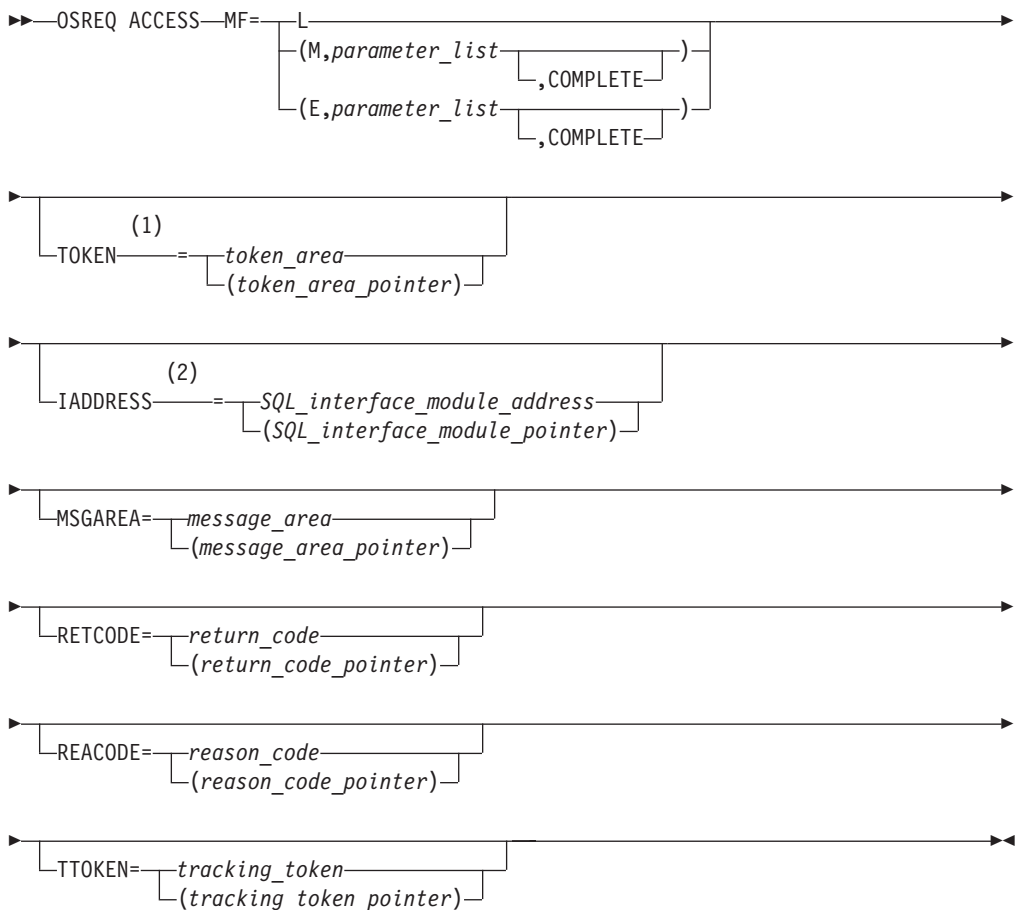 OSREQ ACCESS MF= L
(M,parameter_list ,COMPLETE )
(E,parameter_list ,COMPLETE )
TOKEN (1) = token_area
(token_area_pointer)
IADDRESS (2) = SQL_interface_module_address
(SQL_interface_module_pointer)
MSGAREA= message_area
(message_area_pointer)
RETCODE= return_code
(return_code_pointer)
REACODE= reason_code
(reason_code_pointer)
TTOKEN= tracking_token
(tracking token pointer)